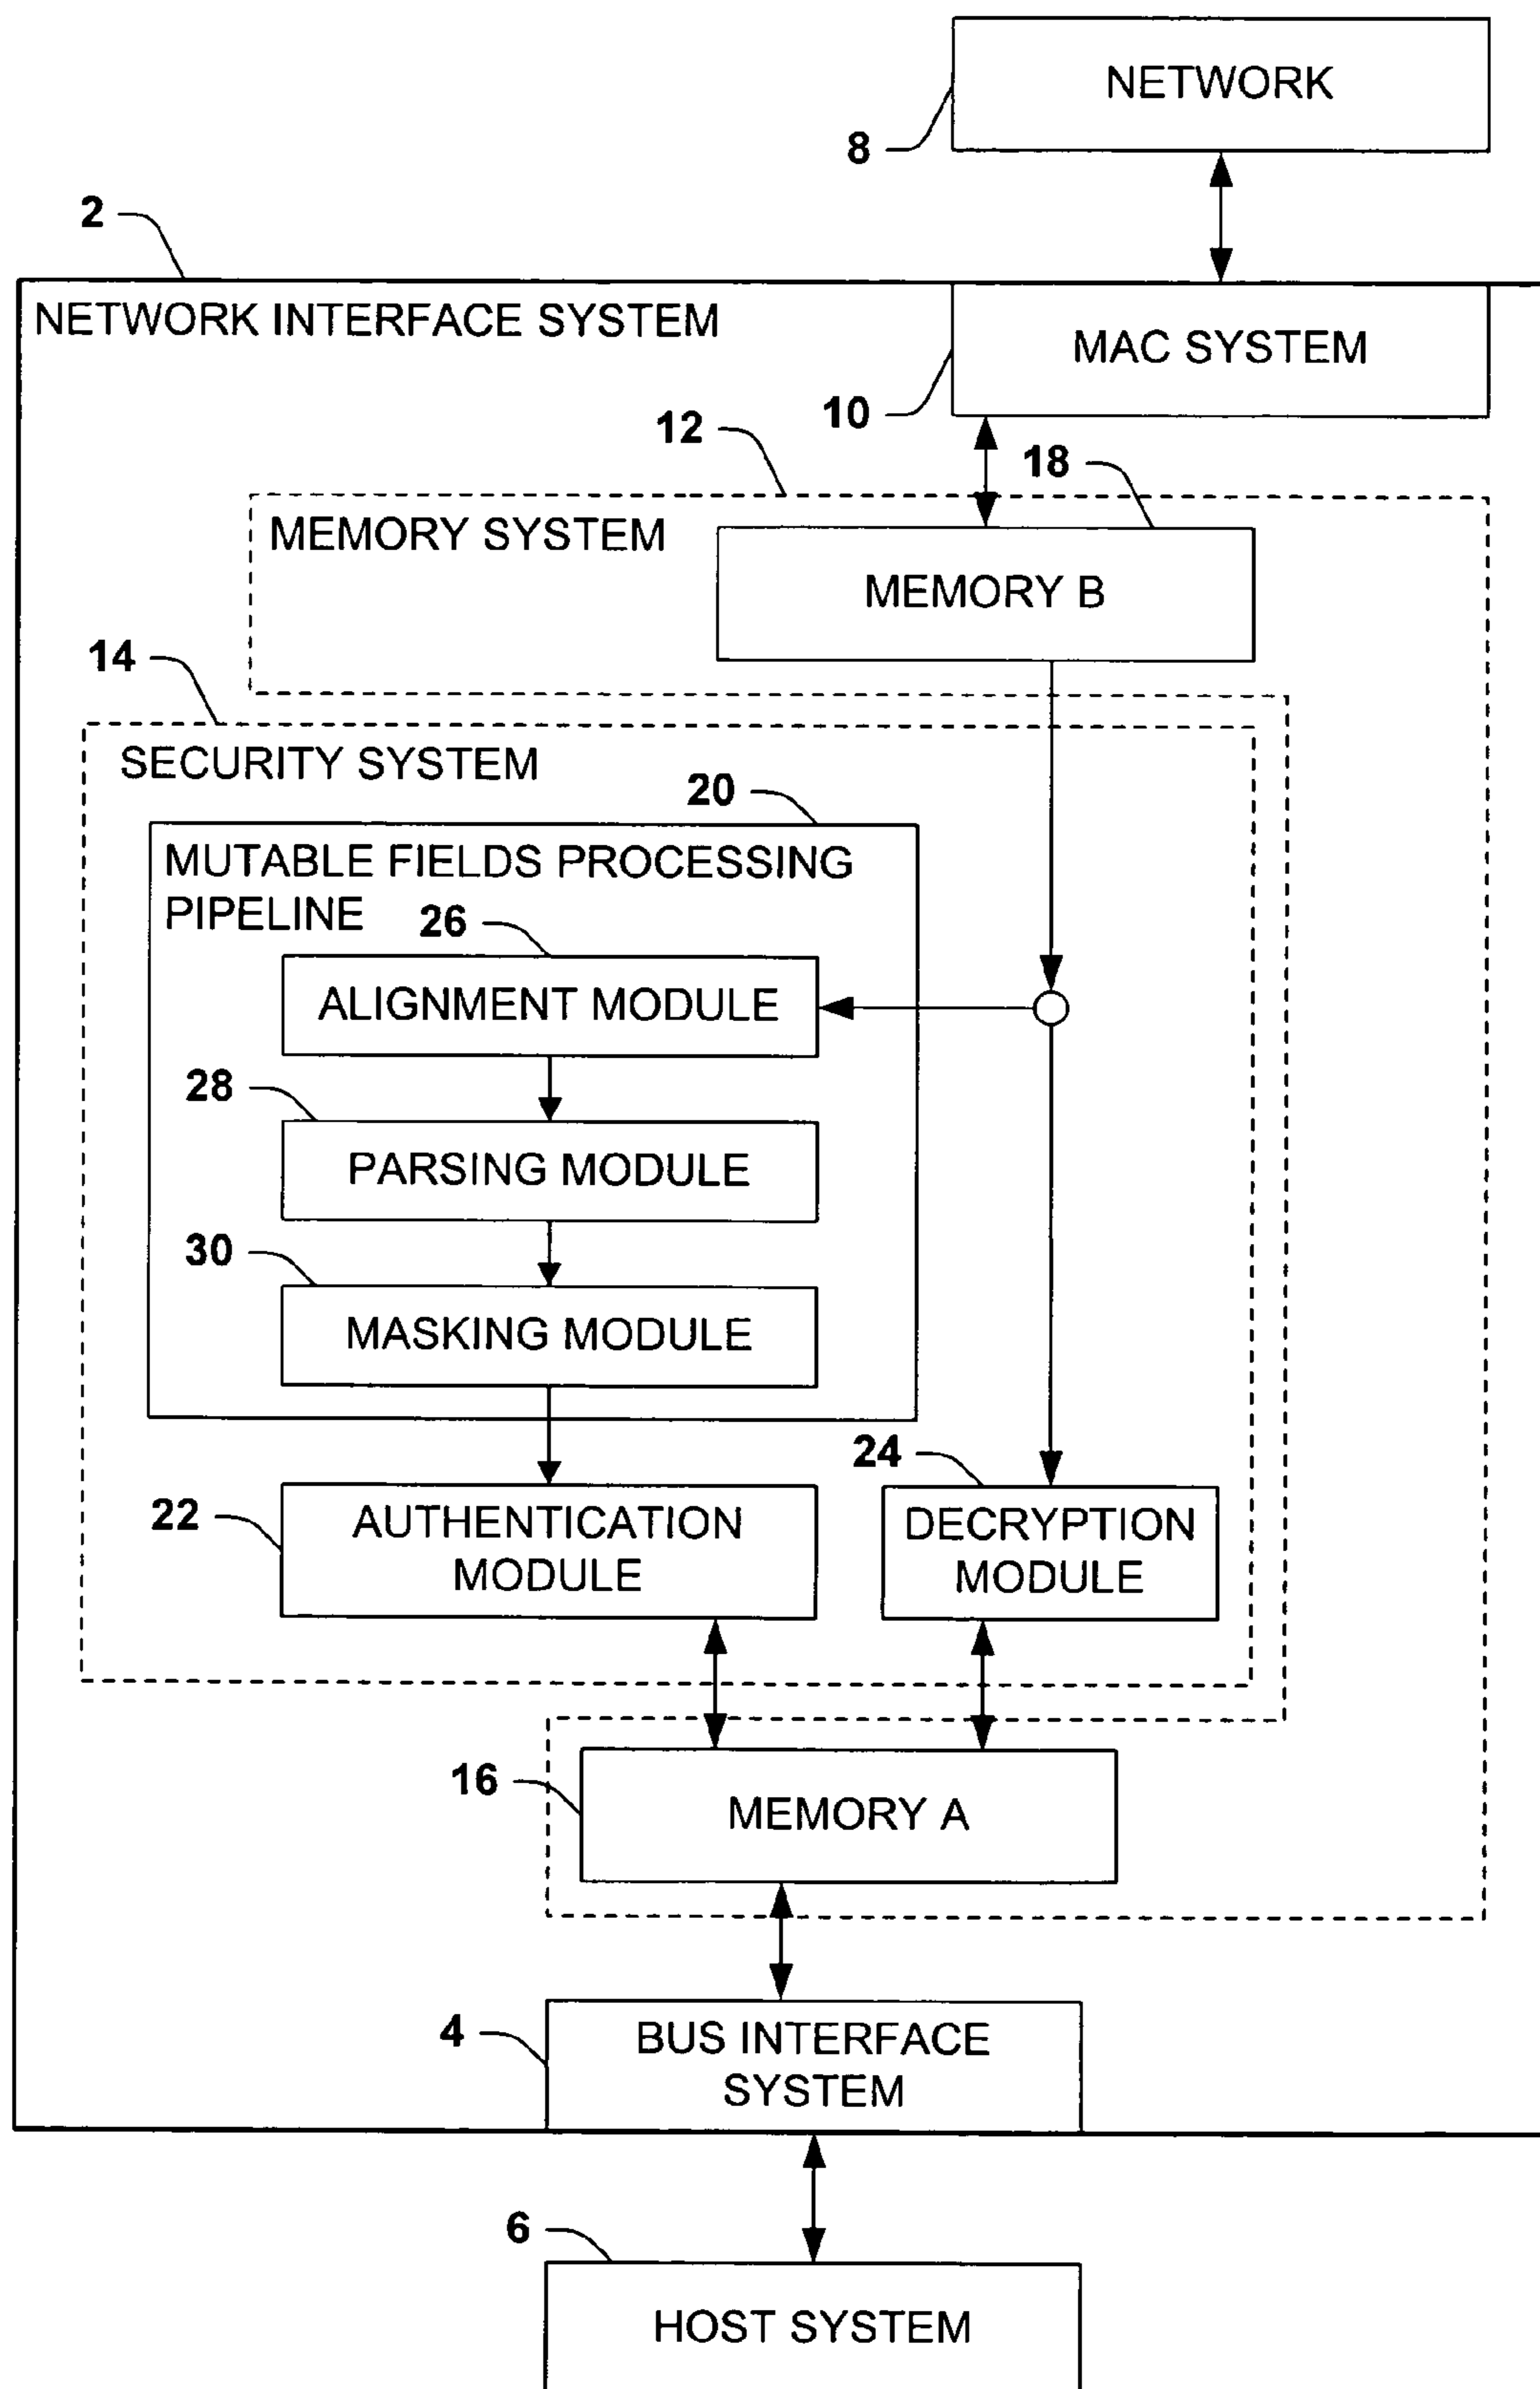 NETWORK
8
2
NETWORK INTERFACE SYSTEM
MAC SYSTEM
10
12
18
MEMORY SYSTEM
MEMORY B
14
SECURITY SYSTEM
20
MUTABLE FIELDS PROCESSING
PIPELINE
26
ALIGNMENT MODULE
28
PARSING MODULE
30
MASKING MODULE
24
22
AUTHENTICATION
MODULE
DECRYPTION
MODULE
16
MEMORY A
4
BUS INTERFACE
SYSTEM
6
HOST SYSTEM